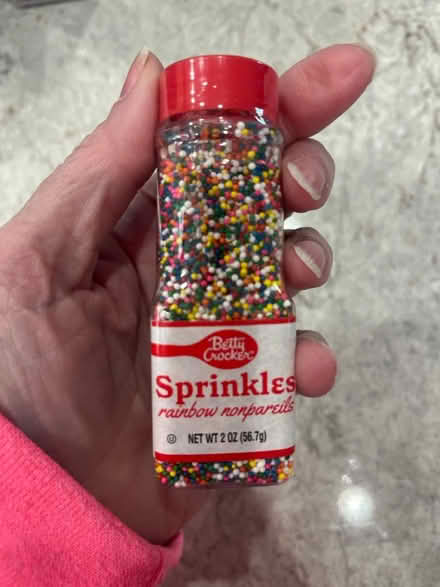 Betty
Crocker
Sprinkles
rainbow nonpareils
NET WT 2 OZ (56.7g)